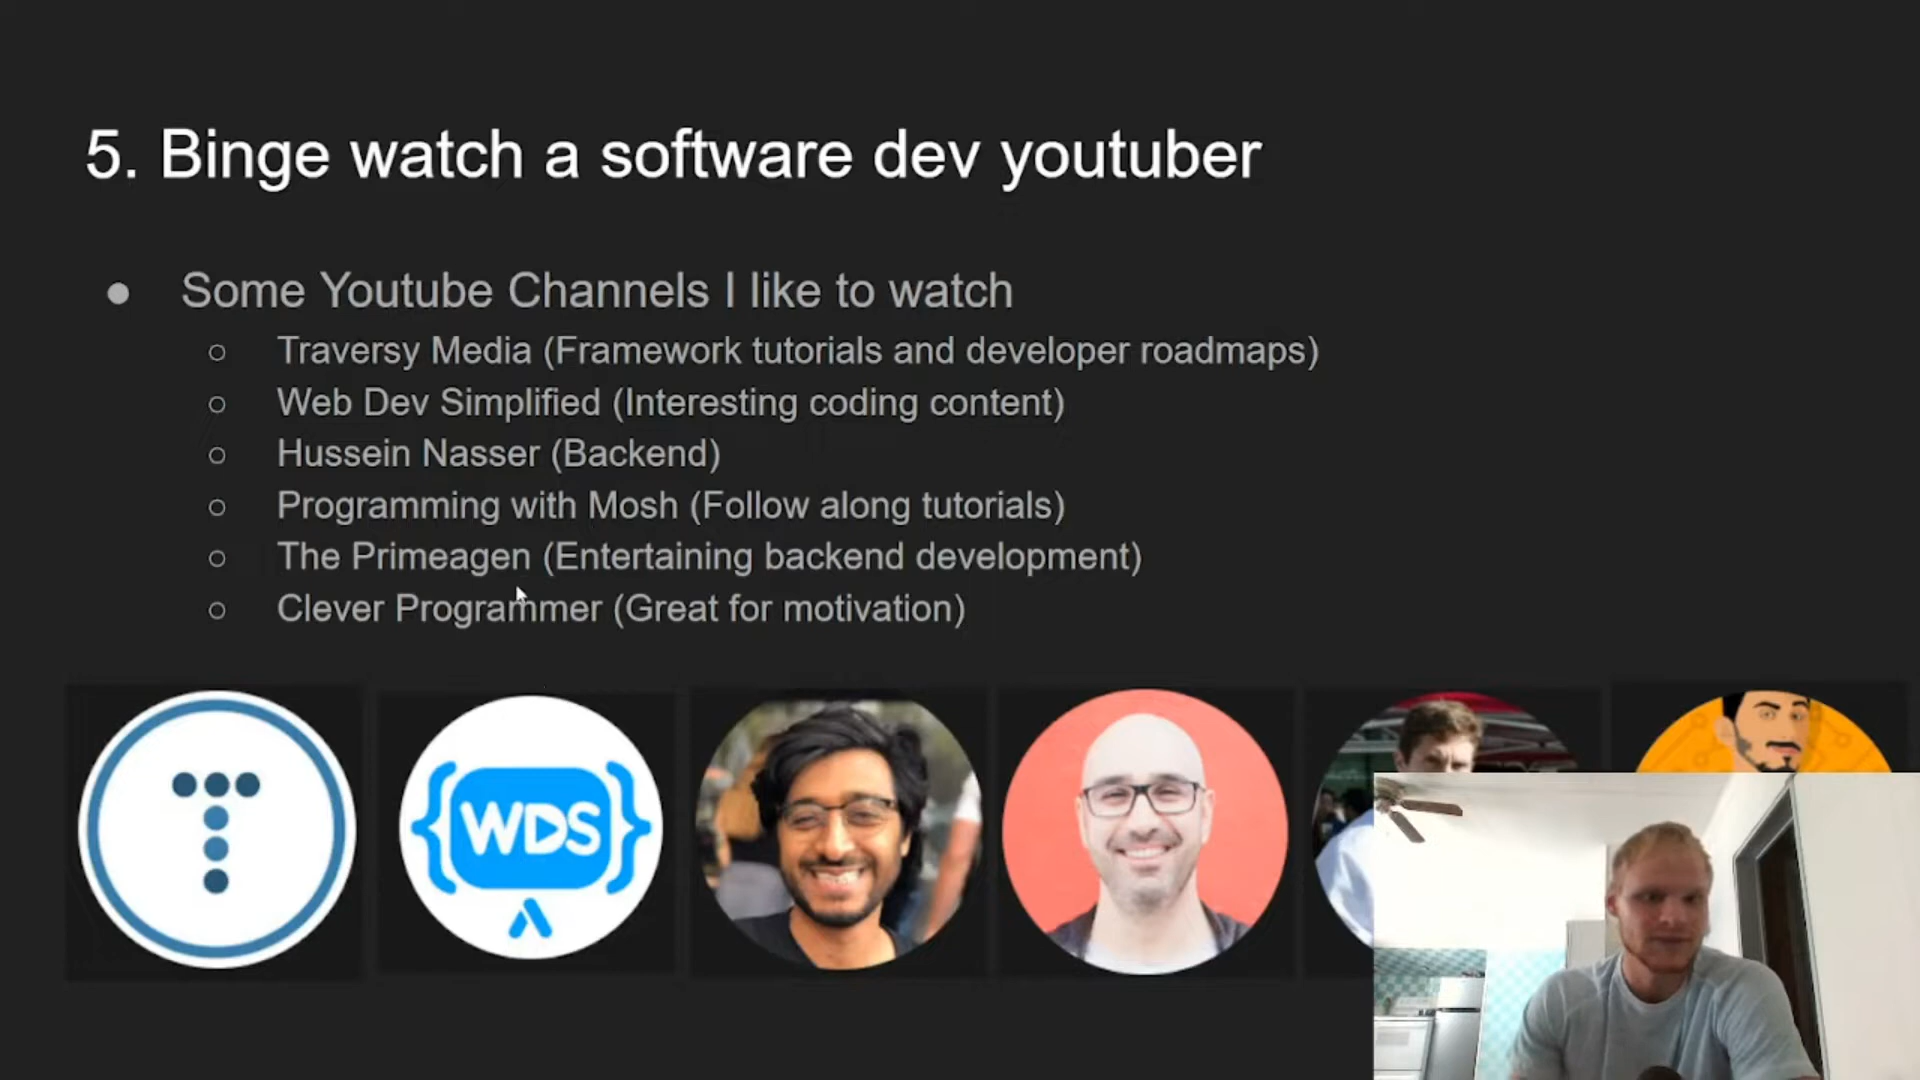 5. Binge watch a software dev youtuber
● Some Youtube Channels I like to watch
○ Traversy Media (Framework tutorials and developer roadmaps)
○ Web Dev Simplified (Interesting coding content)
○ Hussein Nasser (Backend)
○ Programming with Mosh (Follow along tutorials)
○ The Primeagen (Entertaining backend development)
○ Clever Programmer (Great for motivation)
T {WDS}